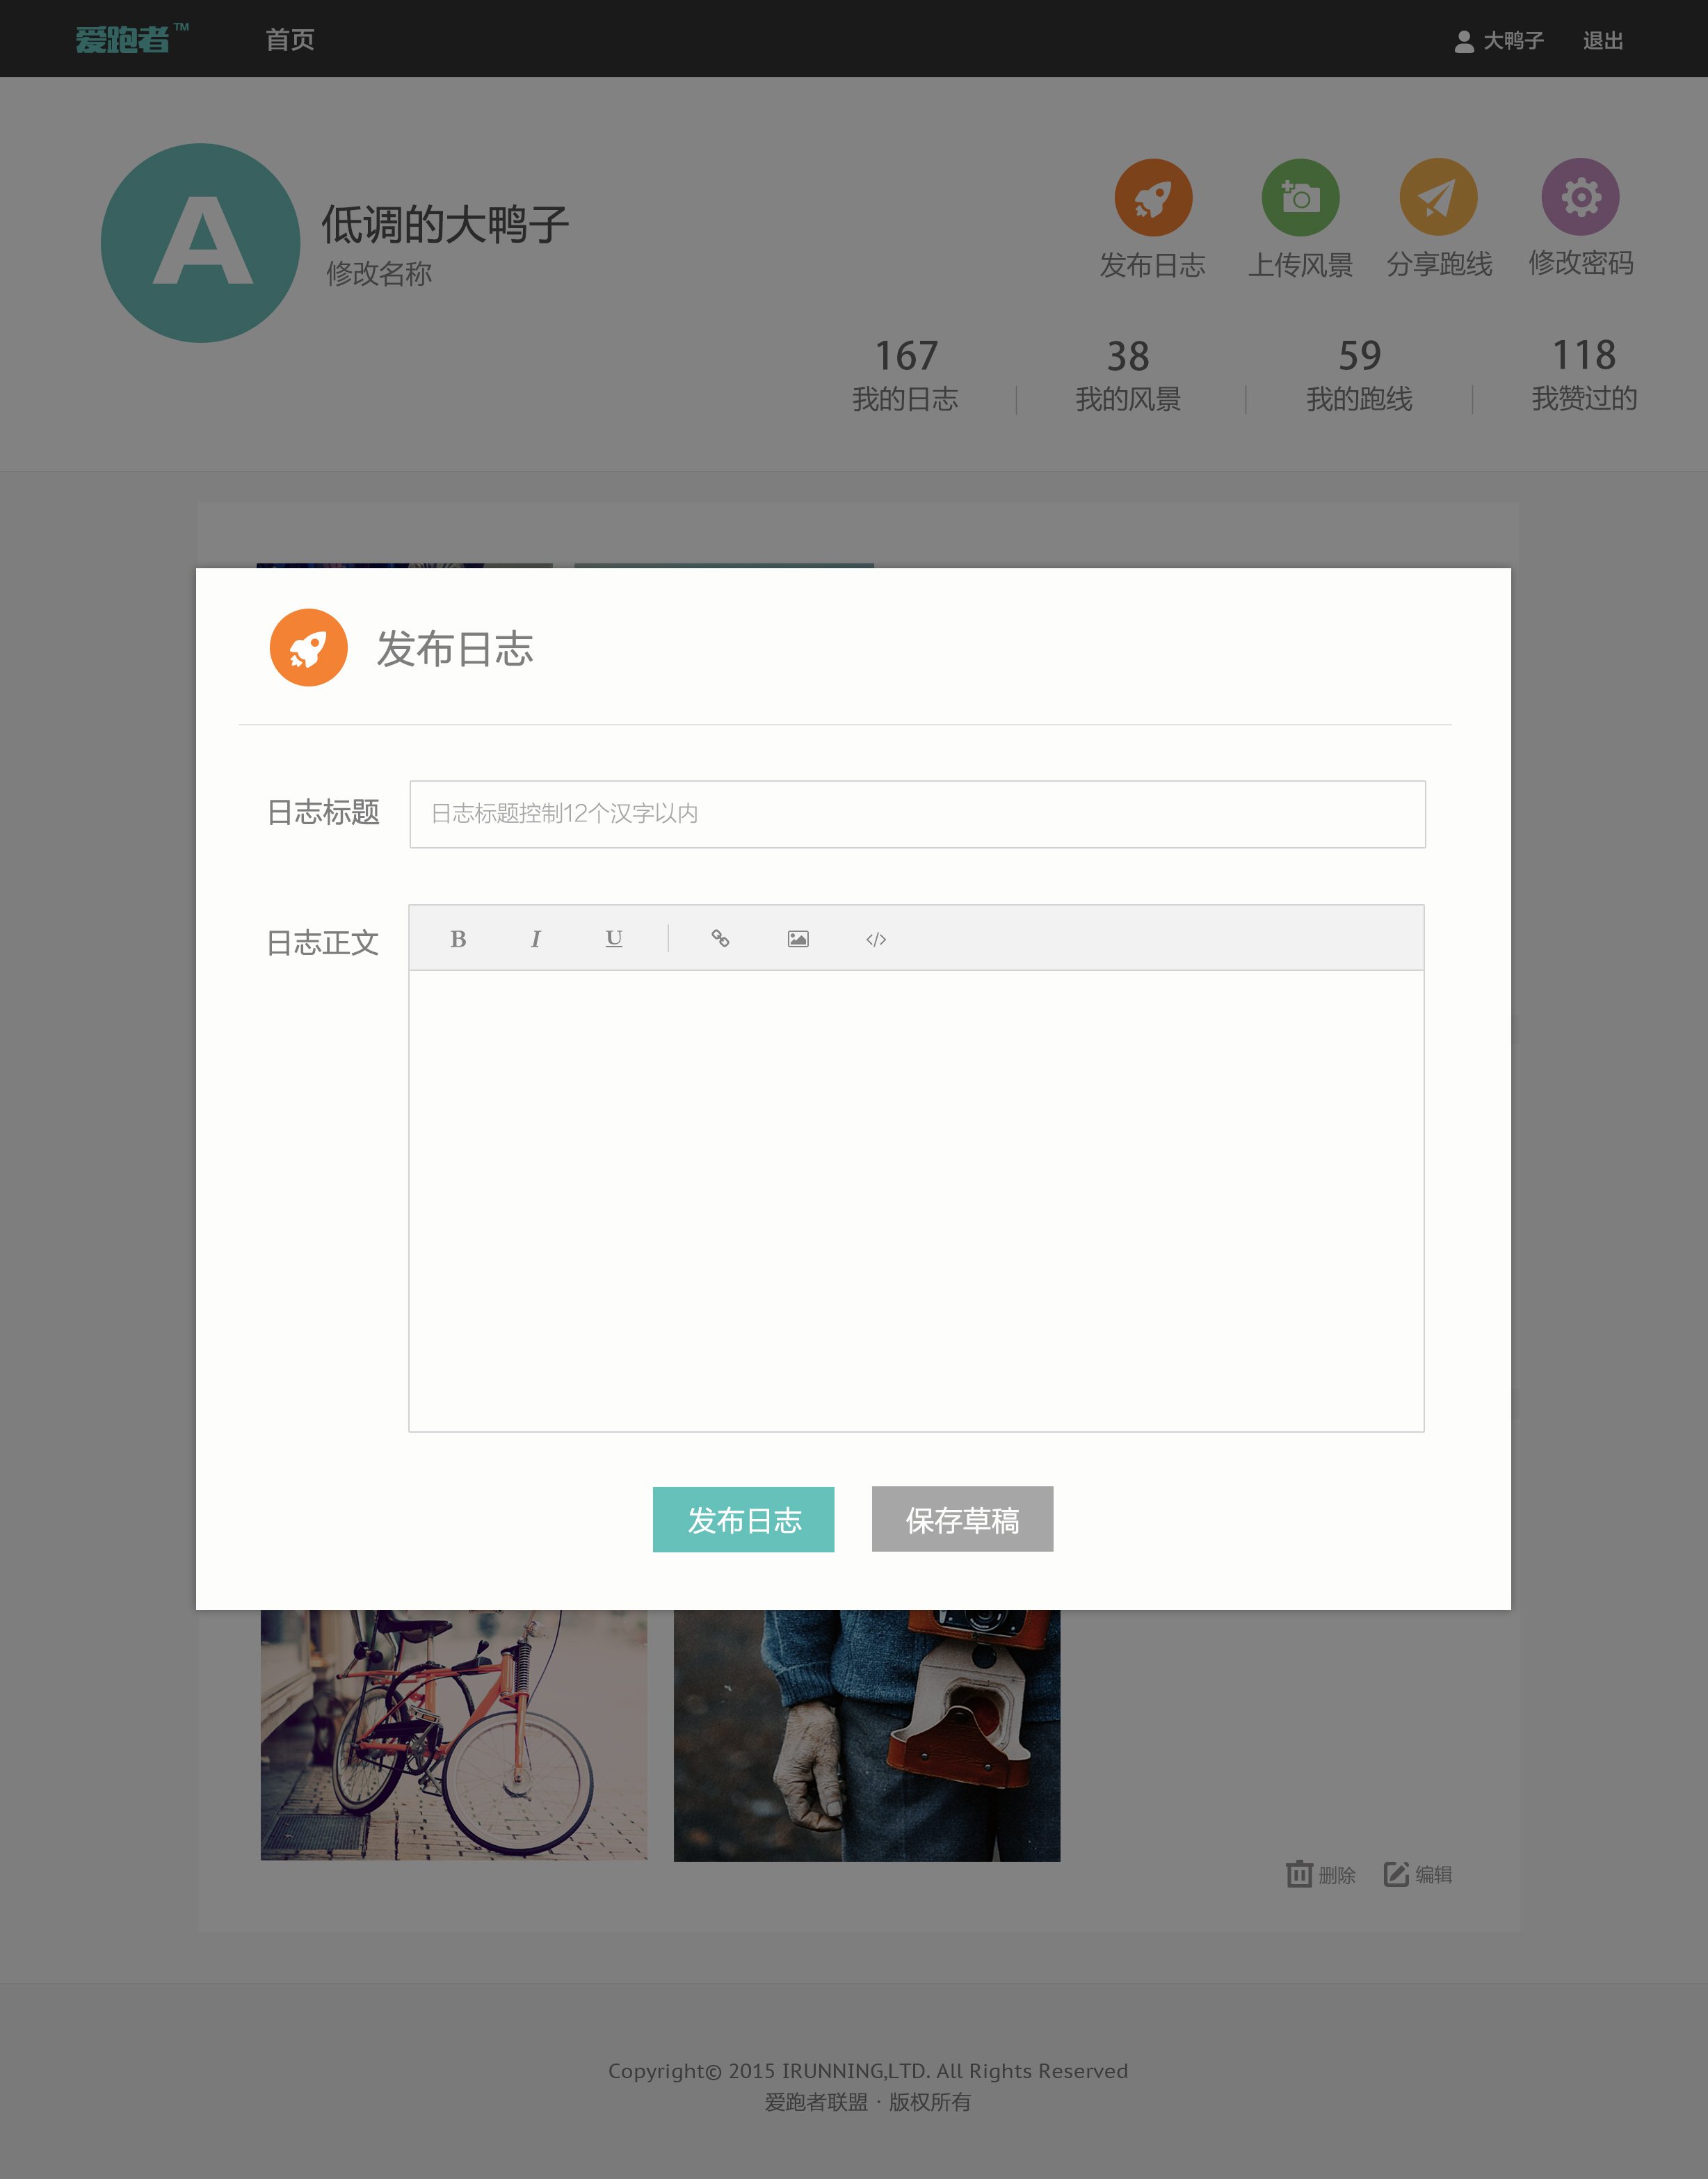 爱跑者™ 首页 大鸭子 退出
A
低调的大鸭子
修改名称
发布日志 上传风景 分享跑线 修改密码
167 38 59 118
我的日志 我的风景 我的跑线 我赞过的
发布日志
日志标题 日志标题控制12个汉字以内
日志正文 B I U </>
发布日志 保存草稿
删除 编辑
Copyright© 2015 IRUNNING,LTD. All Rights Reserved
爱跑者联盟 · 版权所有